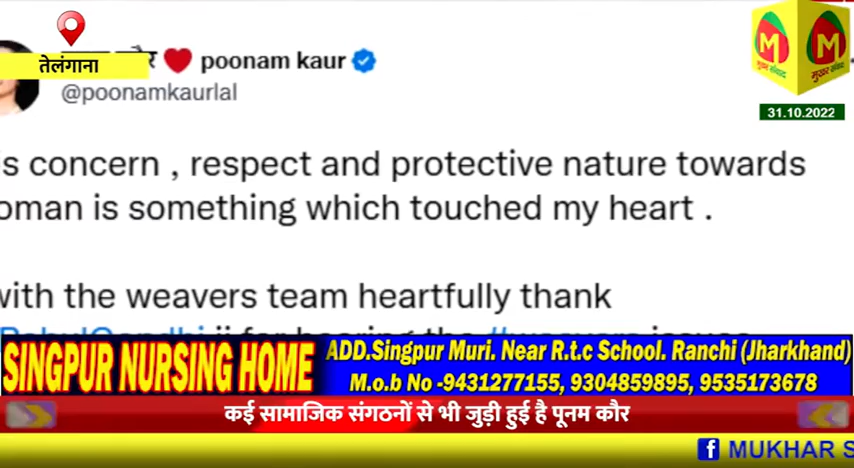 तेलंगाना
poonam kaur
@poonamkaurlal
मुखर संवाद
31.10.2022
s concern , respect and protective nature towards
oman is something which touched my heart .
with the weavers team heartfully thank
SINGPUR NURSING HOME
ADD.Singpur Muri. Near R.t.c School. Ranchi (Jharkhand)
M.o.b No -9431277155, 9304859895, 9535173678
कई सामाजिक संगठनों से भी जुड़ी हुई है पूनम कौर
MUKHAR S